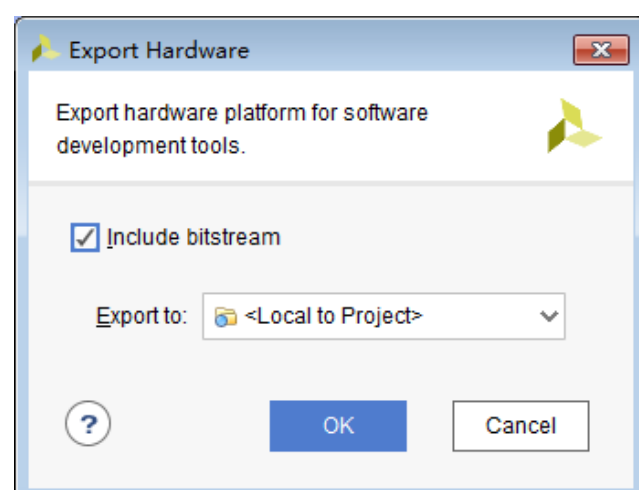 Export Hardware
Export hardware platform for software
development tools.
Include bitstream
Export to: <Local to Project>
? OK Cancel